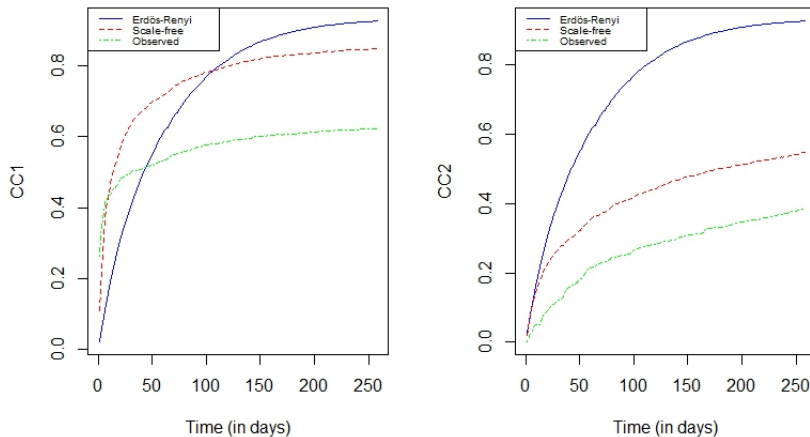 Erdös-Renyi
Scale-free
Observed
CC1
0.0
0.2
0.4
0.6
0.8
0
50
100
150
200
250
Time (in days)
Erdös-Renyi
Scale-free
Observed
CC2
0.0
0.2
0.4
0.6
0.8
0
50
100
150
200
250
Time (in days)